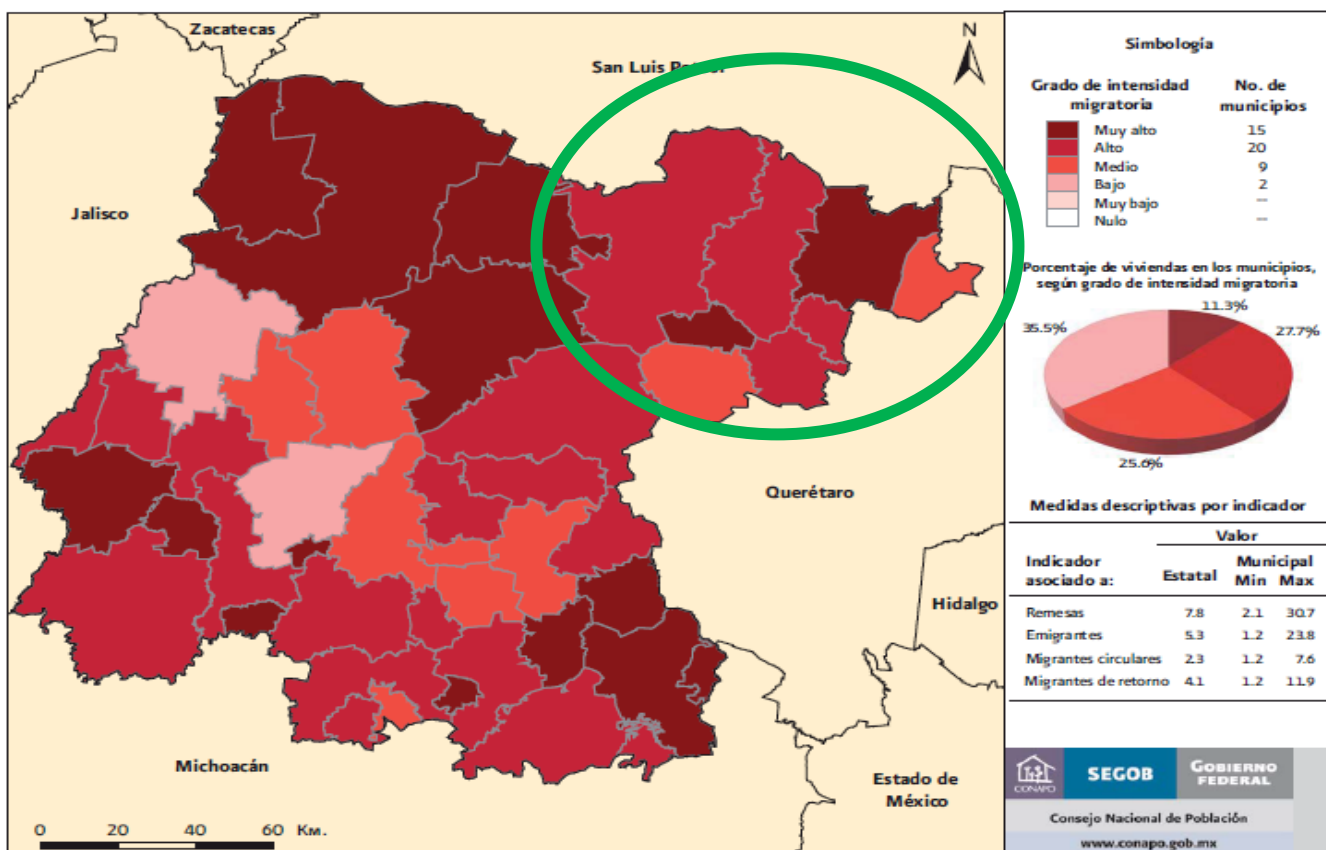 Zacatecas
San Luis Potosí
N
Jalisco
Querétaro
Hidalgo
Michoacán
Estado de
México
0 20 40 60 Km.
Simbología
Grado de intensidad migratoria No. de municipios
Muy alto 15
Alto 20
Medio 9
Bajo 2
Muy bajo --
Nulo --
Porcentaje de viviendas en los municipios,
según grado de intensidad migratoria
11.3%
35.5%
27.7%
25.6%
Medidas descriptivas por indicador
Valor
Indicador asociado a: Estatal Municipal Min Max
Remesas 7.8 2.1 30.7
Emigrantes 5.3 1.2 23.8
Migrantes circulares 2.3 1.2 7.6
Migrantes de retorno 4.1 1.2 11.9
CONAPO
SEGOB
GOBIERNO
FEDERAL
Consejo Nacional de Población
www.conapo.gob.mx